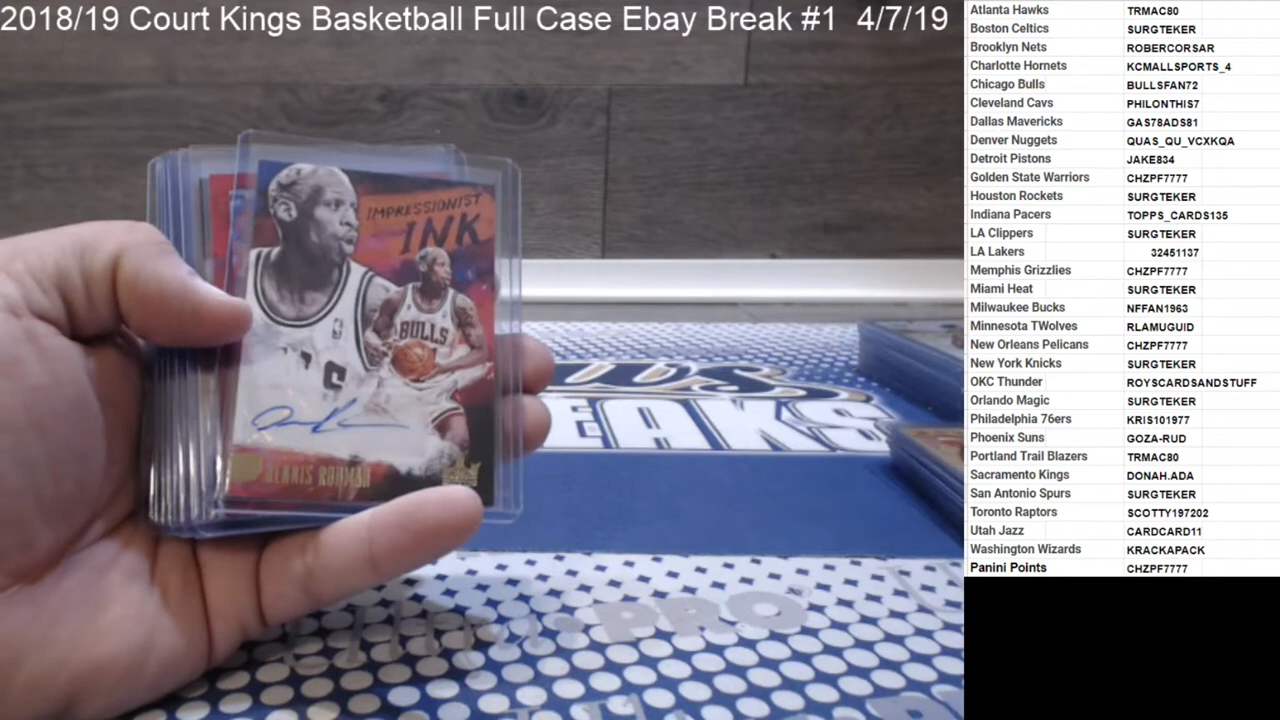 2018/19 Court Kings Basketball Full Case Ebay Break #1 4/7/19
Atlanta Hawks TRMAC80
Boston Celtics SURGTEKER
Brooklyn Nets ROBERCORSAR
Charlotte Hornets KCMALLSPORTS_4
Chicago Bulls BULLSFAN72
Cleveland Cavs PHILONTHIS7
Dallas Mavericks GAS78ADS81
Denver Nuggets QUAS_QU_VCXKQA
Detroit Pistons JAKE834
Golden State Warriors CHZPF7777
Houston Rockets SURGTEKER
Indiana Pacers TOPPS_CARDS135
LA Clippers SURGTEKER
LA Lakers 32451137
Memphis Grizzlies CHZPF7777
Miami Heat SURGTEKER
Milwaukee Bucks NFFAN1963
Minnesota TWolves RLAMUGUID
New Orleans Pelicans CHZPF7777
New York Knicks SURGTEKER
OKC Thunder ROYSCARDSANDSTUFF
Orlando Magic SURGTEKER
Philadelphia 76ers KRIS101977
Phoenix Suns GOZA-RUD
Portland Trail Blazers TRMAC80
Sacramento Kings DONAH.ADA
San Antonio Spurs SURGTEKER
Toronto Raptors SCOTTY197202
Utah Jazz CARDCARD11
Washington Wizards KRACKAPACK
Panini Points CHZPF7777
IMPRESSIONIST
INK
BULLS
DENNIS RODMAN
PRO